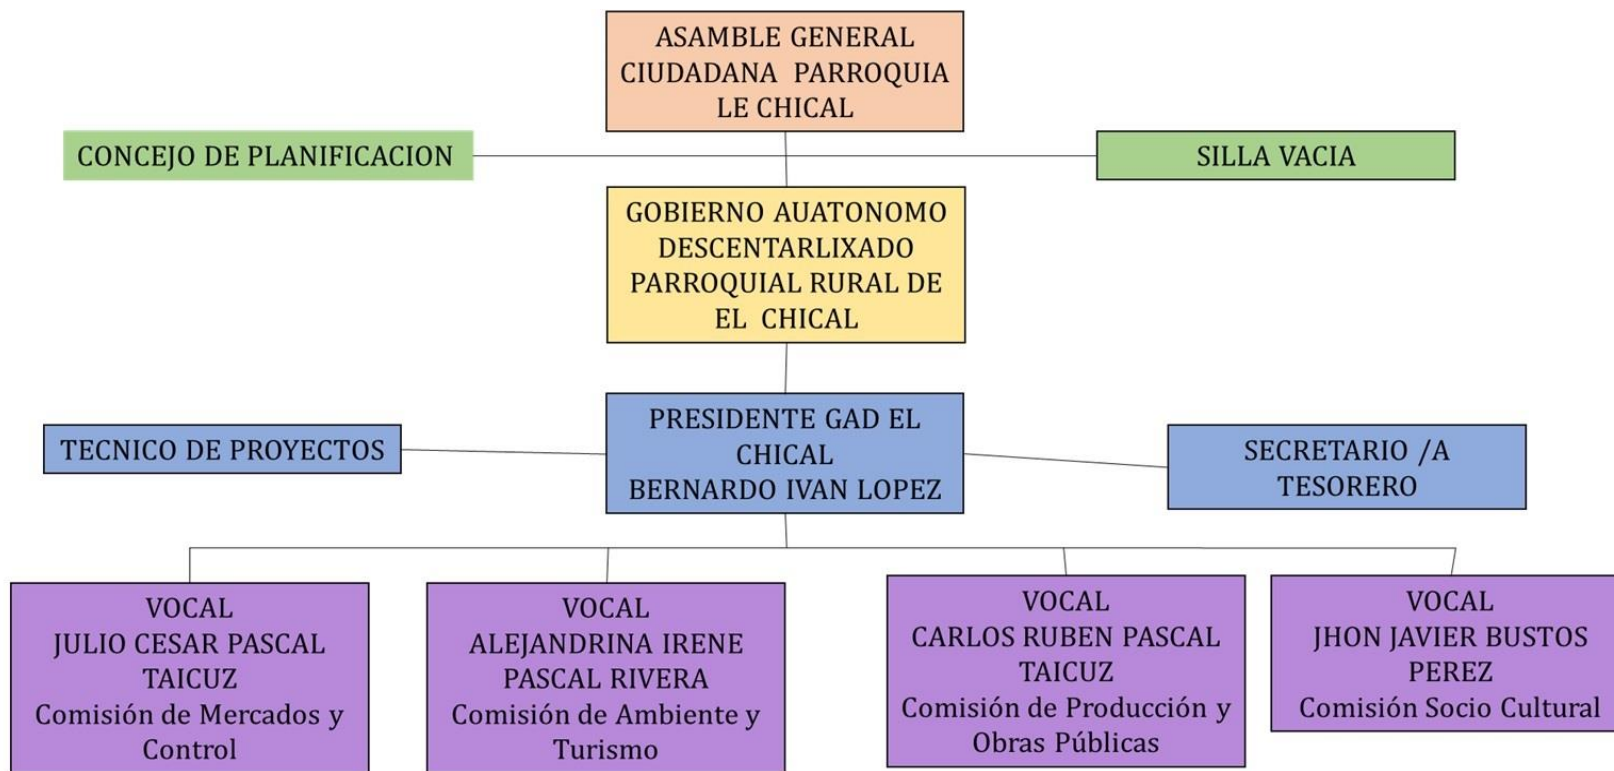 ASAMBLE GENERAL
CIUDADANA PARROQUIA
LE CHICAL
CONCEJO DE PLANIFICACION
SILLA VACIA
GOBIERNO AUATONOMO
DESCENTARLIXADO
PARROQUIAL RURAL DE
EL CHICAL
TECNICO DE PROYECTOS
PRESIDENTE GAD EL
CHICAL
BERNARDO IVAN LOPEZ
SECRETARIO /A
TESORERO
VOCAL
JULIO CESAR PASCAL
TAICUZ
Comisión de Mercados y
Control
VOCAL
ALEJANDRINA IRENE
PASCAL RIVERA
Comisión de Ambiente y
Turismo
VOCAL
CARLOS RUBEN PASCAL
TAICUZ
Comisión de Producción y
Obras Públicas
VOCAL
JHON JAVIER BUSTOS
PEREZ
Comisión Socio Cultural